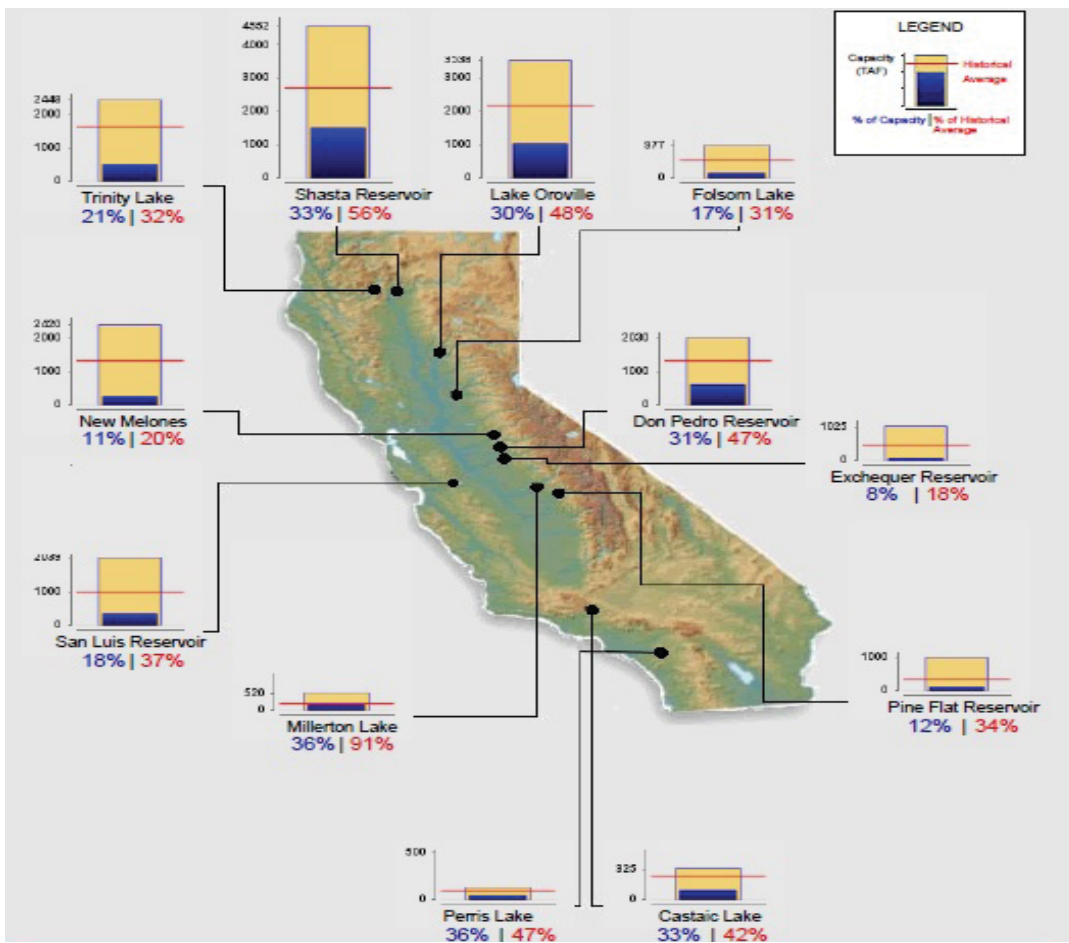 LEGEND
Capacity
(TAF)
Historical
Average
% of Capacity | % of Historical
Average
4552
4000
3000
2000
1000
0
Shasta Reservoir
33% | 56%
3538
3000
2000
1000
0
Lake Oroville
30% | 48%
977
0
Folsom Lake
17% | 31%
2448
2000
1000
0
Trinity Lake
21% | 32%
2420
2000
1000
0
New Melones
11% | 20%
2030
1000
0
Don Pedro Reservoir
31% | 47%
1025
0
Exchequer Reservoir
8% | 18%
2039
1000
0
San Luis Reservoir
18% | 37%
520
0
Millerton Lake
36% | 91%
1000
0
Pine Flat Reservoir
12% | 34%
500
0
Perris Lake
36% | 47%
325
0
Castaic Lake
33% | 42%